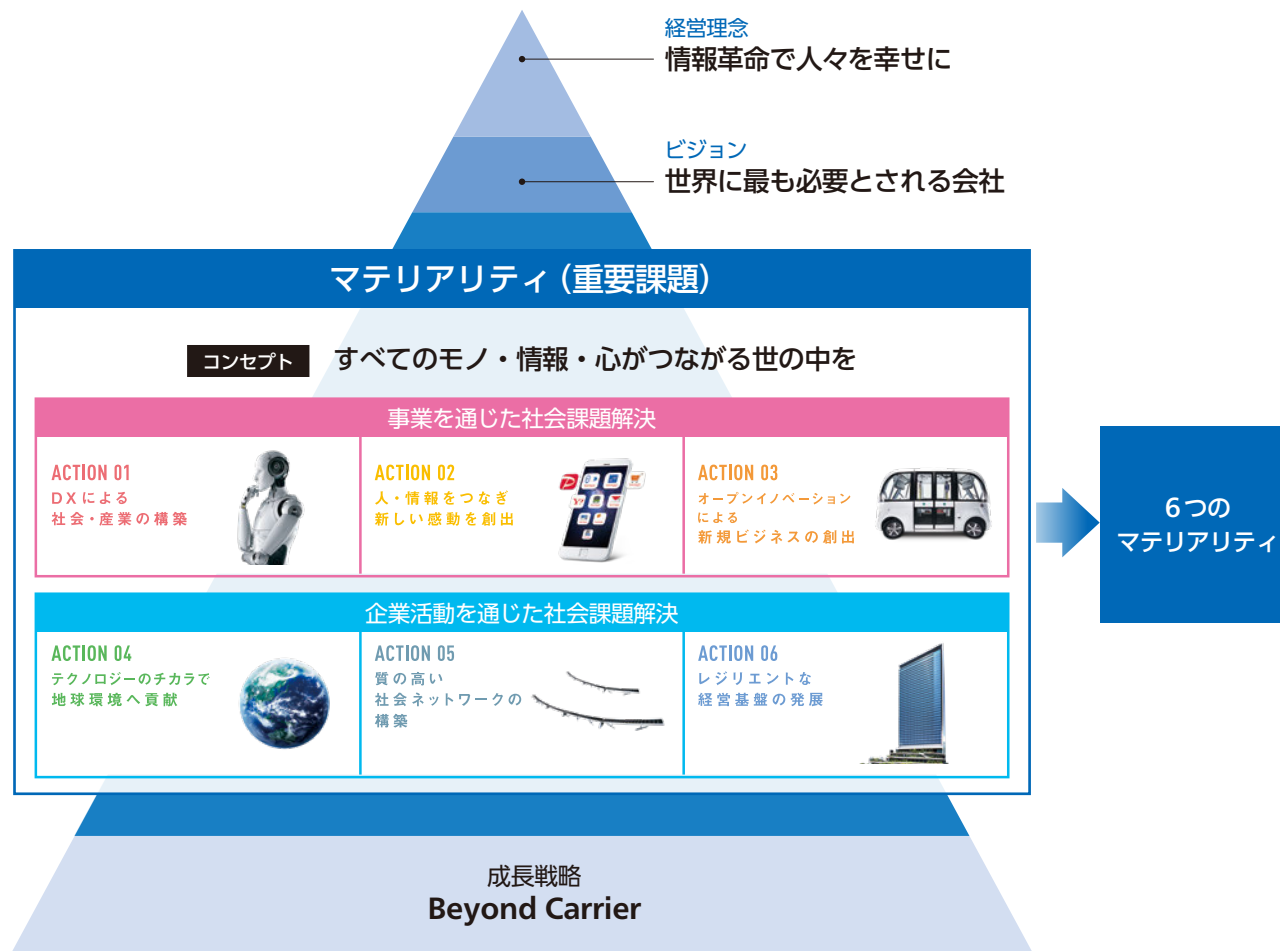 経営理念
情報革命で人々を幸せに
ビジョン
世界に最も必要とされる会社
マテリアリティ（重要課題）
コンセプト すべてのモノ・情報・心がつながる世の中を
事業を通じた社会課題解決
ACTION 01
DXによる
社会・産業の構築
ACTION 02
人・情報をつなぎ
新しい感動を創出
ACTION 03
オープンイノベーション
による
新規ビジネスの創出
企業活動を通じた社会課題解決
ACTION 04
テクノロジーのチカラで
地球環境へ貢献
ACTION 05
質の高い
社会ネットワークの
構築
ACTION 06
レジリエントな
経営基盤の発展
6つの
マテリアリティ
成長戦略
Beyond Carrier